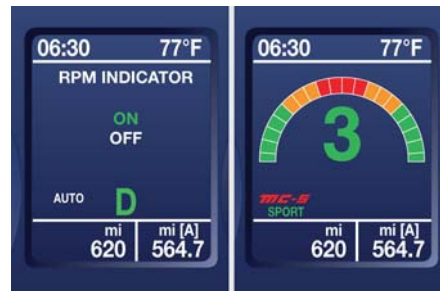 06:30 77°F
RPM INDICATOR
ON
OFF
AUTO D
mi mi [A]
620 564.7
06:30 77°F
3
MC-S
SPORT
mi mi [A]
620 564.7